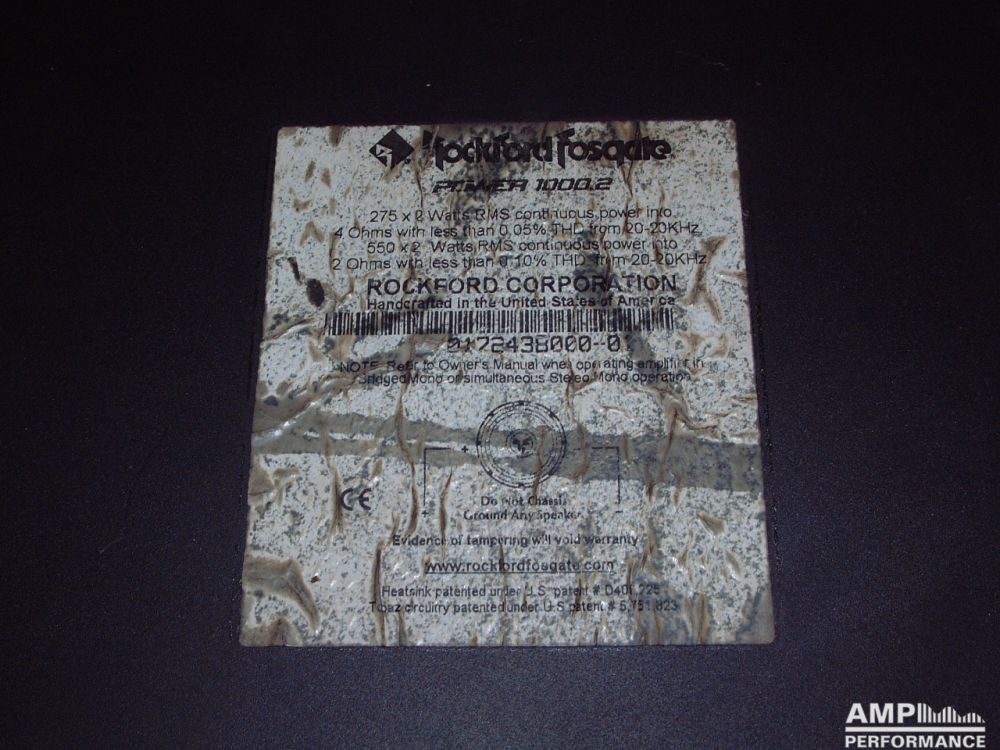 Rockford Fosgate
POWER 1000.2
275 x 2 Watts RMS continuous power into
4 Ohms with less than 0.05% THD from 20-20KHz
550 x 2 Watts RMS continuous power into
2 Ohms with less than 0.10% THD from 20-20KHz
ROCKFORD CORPORATION
Handcrafted in the United States of America
NOTE Refer to Owner's Manual when operating amplifier in
Bridged Mono or simultaneous Stereo Mono operation
+
CE
Do Not Chassis
Ground Any Speaker
Evidence of tampering will void warranty
www.rockfordfosgate.com
Heatsink patented under U.S patent #
Topaz circuitry patented under U.S patent #
AMP
PERFORMANCE